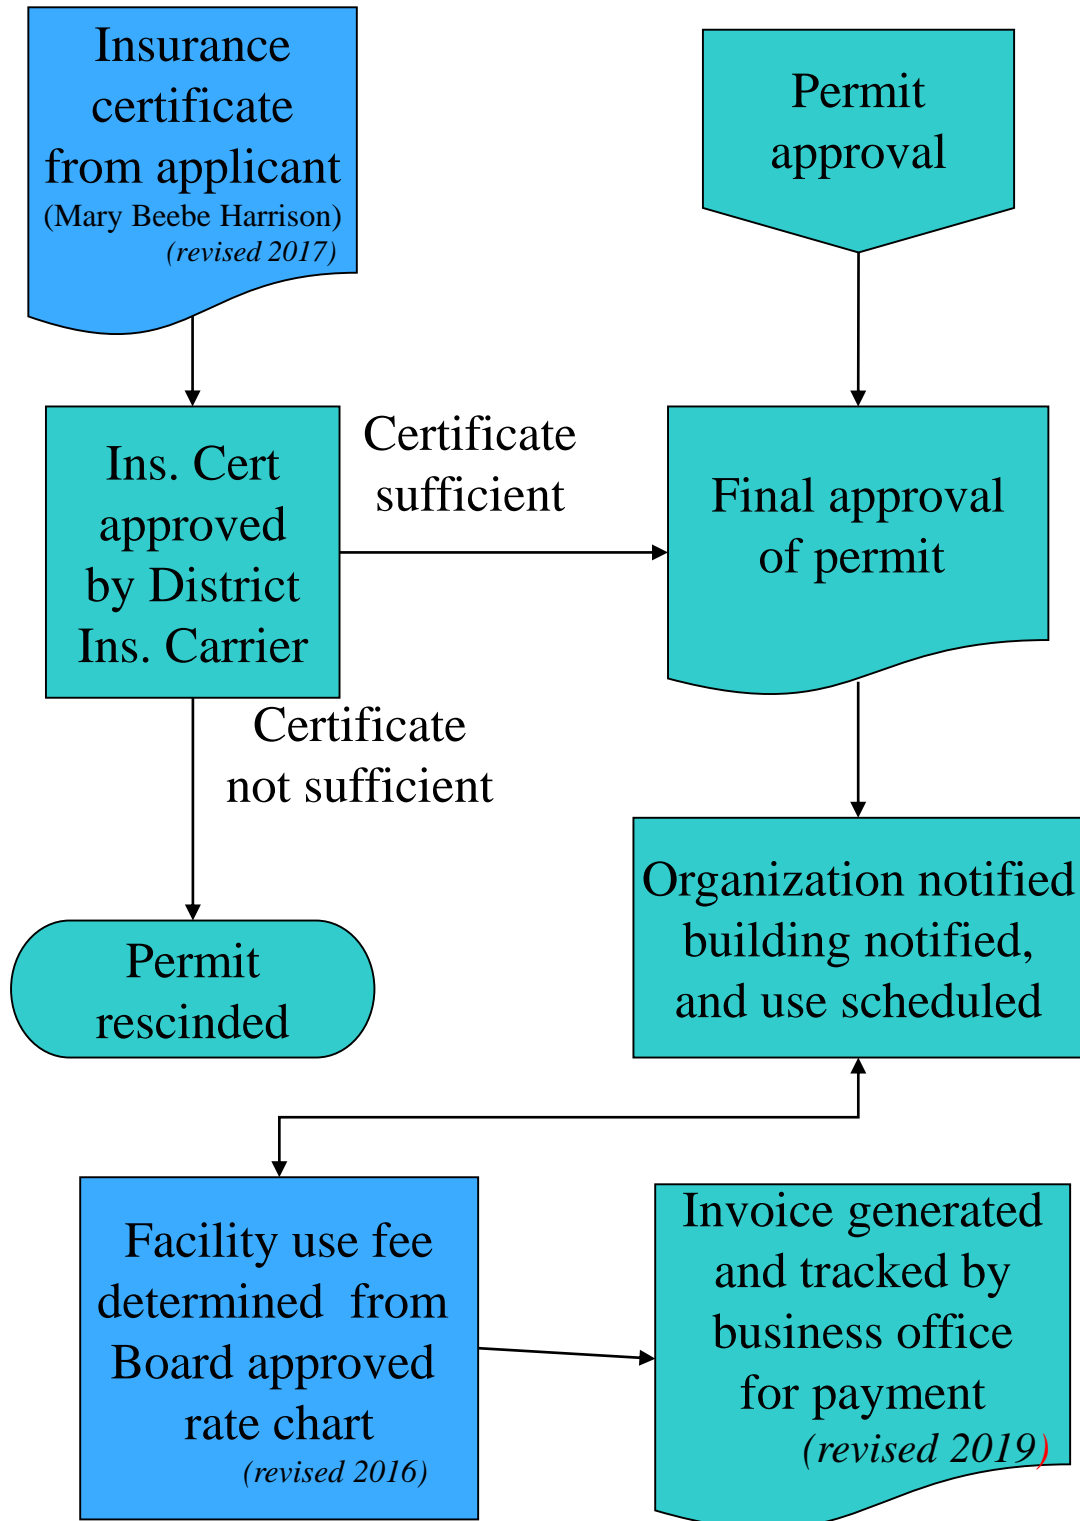 Insurance
certificate
from applicant
(Mary Beebe Harrison)
(revised 2017)
Permit
approval
Ins. Cert
approved
by District
Ins. Carrier
Certificate
sufficient
Final approval
of permit
Certificate
not sufficient
Permit
rescinded
Organization notified
building notified,
and use scheduled
Facility use fee
determined from
Board approved
rate chart
(revised 2016)
Invoice generated
and tracked by
business office
for payment
(revised 2019)